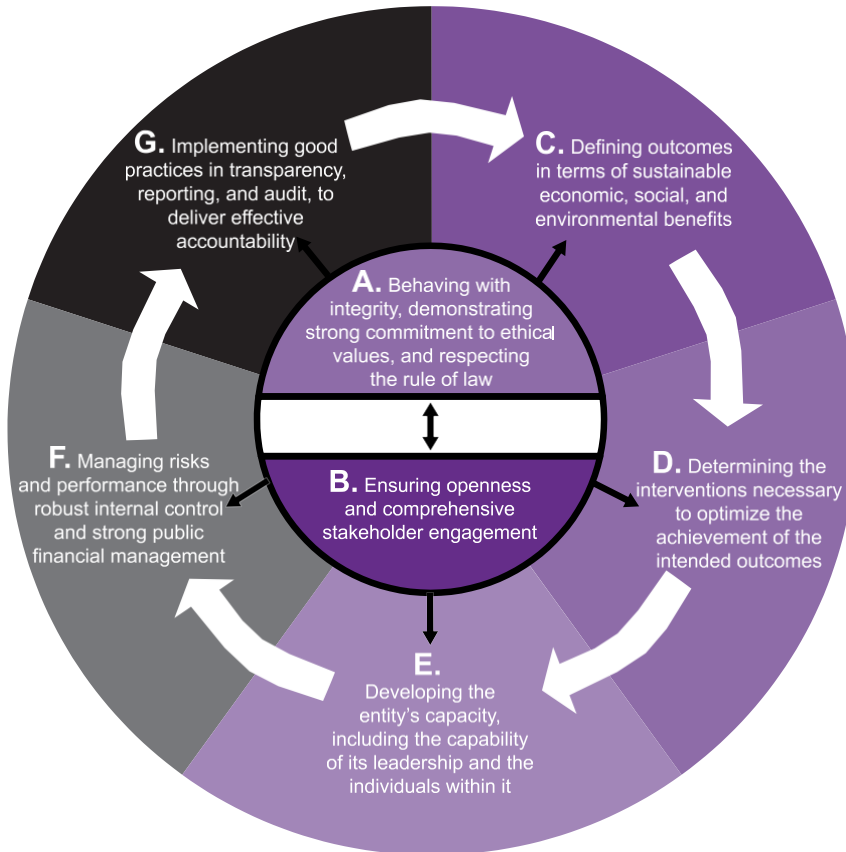 A. Behaving with
integrity, demonstrating
strong commitment to ethical
values, and respecting
the rule of law
B. Ensuring openness
and comprehensive
stakeholder engagement
C. Defining outcomes
in terms of sustainable
economic, social, and
environmental benefits
D. Determining the
interventions necessary
to optimize the
achievement of the
intended outcomes
E.
Developing the
entity’s capacity,
including the capability
of its leadership and the
individuals within it
F. Managing risks
and performance through
robust internal control
and strong public
financial management
G. Implementing good
practices in transparency,
reporting, and audit, to
deliver effective
accountability